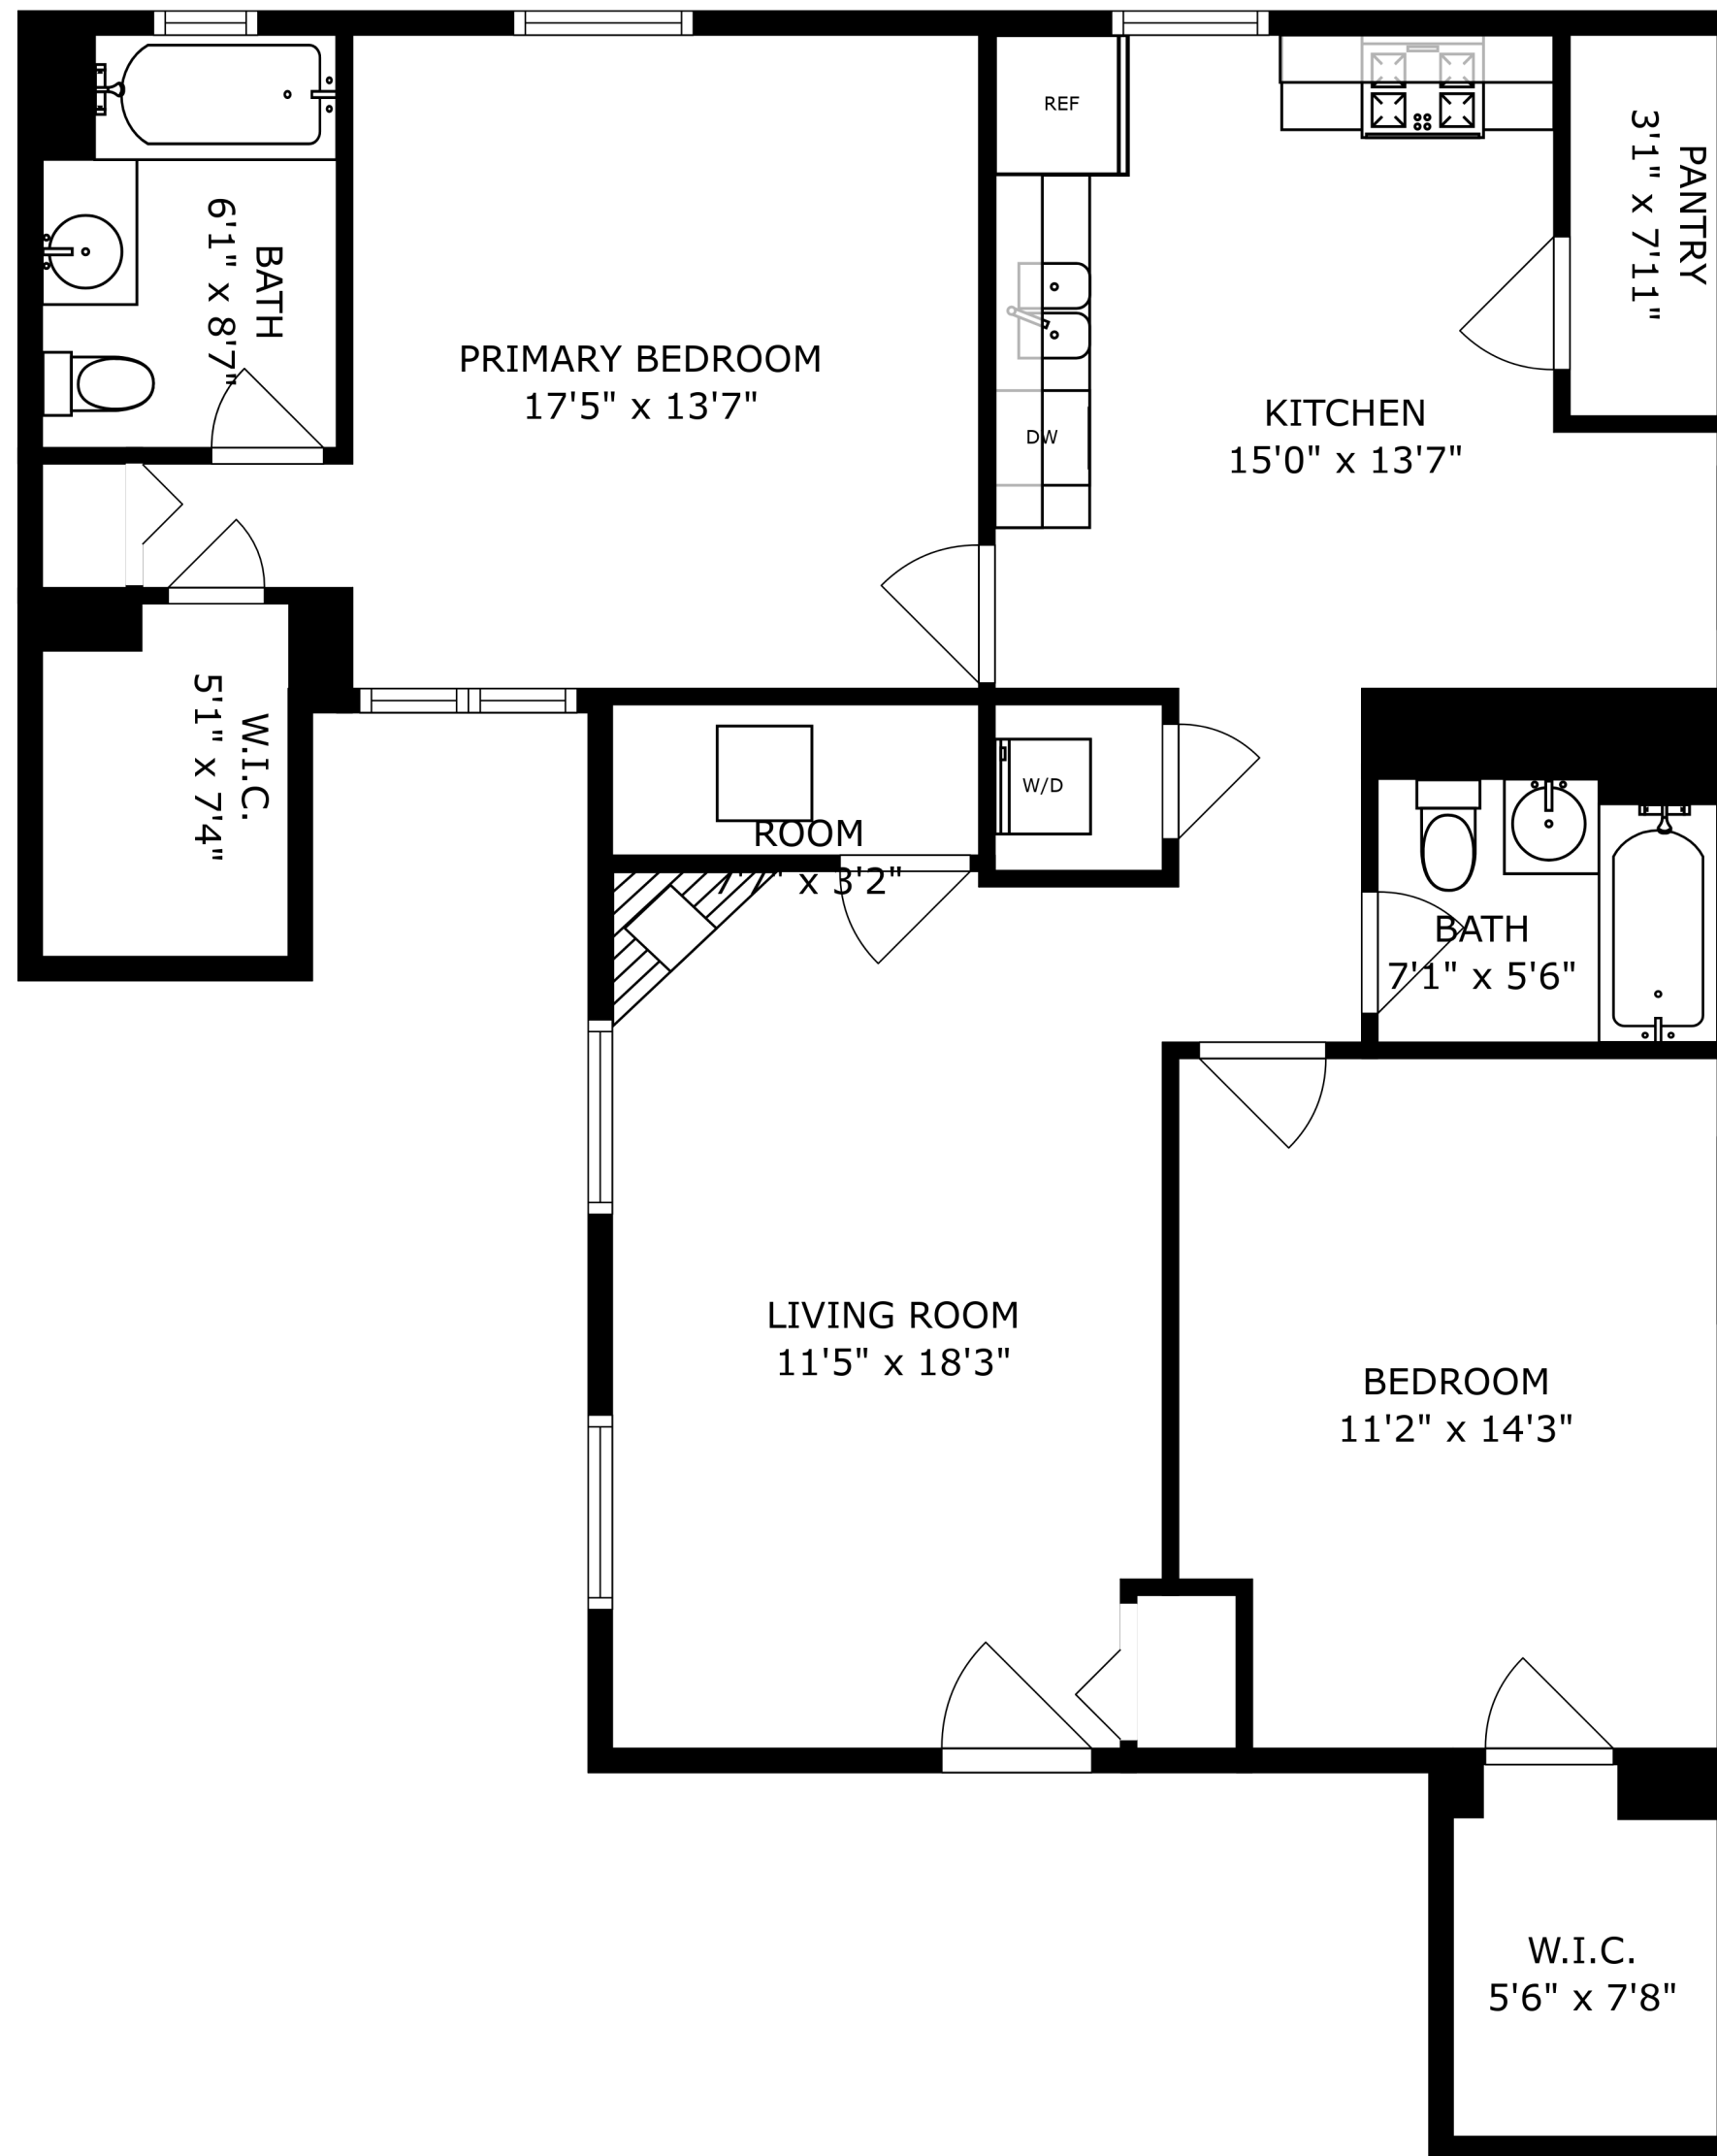 REF
PANTRY
3'1" x 7'11"
BATH
6'1" x 8'7"
PRIMARY BEDROOM
17'5" x 13'7"
KITCHEN
15'0" x 13'7"
DW
W.I.C.
5'1" x 7'4"
W/D
ROOM
x 3'2"
BATH
7'1" x 5'6"
LIVING ROOM
11'5" x 18'3"
BEDROOM
11'2" x 14'3"
W.I.C.
5'6" x 7'8"